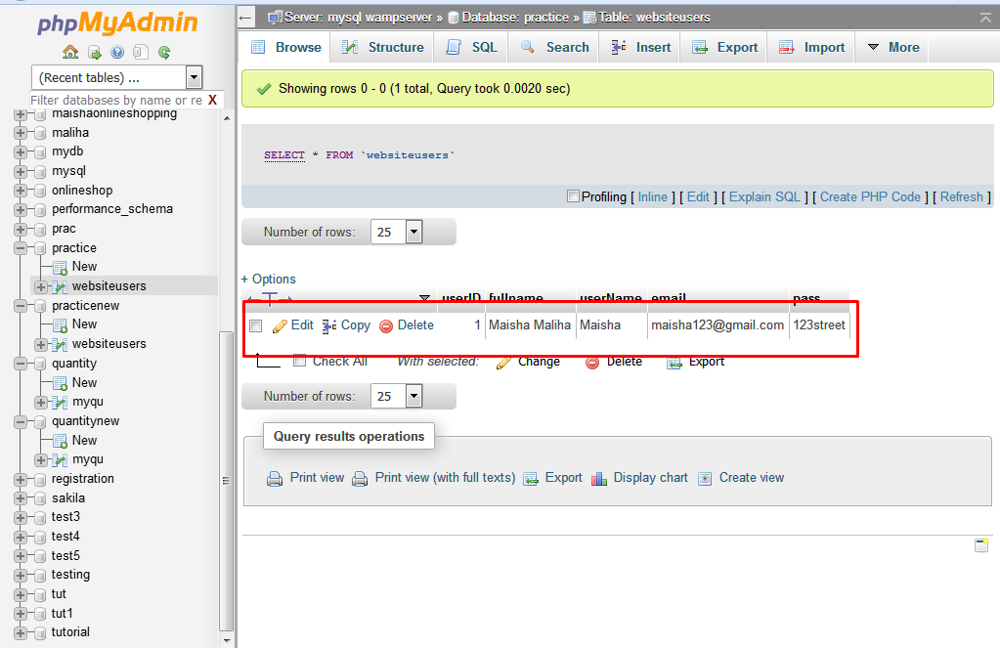 phpMyAdmin
(Recent tables) ...
Filter databases by name or re X
maishaonlineshopping
maliha
mydb
mysql
onlineshop
performance_schema
prac
practice
New
websiteusers
practicenew
New
websiteusers
quantity
New
myqu
quantitynew
New
myqu
registration
sakila
test3
test4
test5
testing
tut
tut1
tutorial
Server: mysql wampserver » Database: practice » Table: websiteusers
Browse Structure SQL Search Insert Export Import More
Showing rows 0 - 0 (1 total, Query took 0.0020 sec)
SELECT * FROM `websiteusers`
Profiling [ Inline ] [ Edit ] [ Explain SQL ] [ Create PHP Code ] [ Refresh ]
Number of rows: 25
+ Options
userID fullname userName email pass
Edit Copy Delete 1 Maisha Maliha Maisha maisha123@gmail.com 123street
Check All With selected: Change Delete Export
Number of rows: 25
Query results operations
Print view Print view (with full texts) Export Display chart Create view